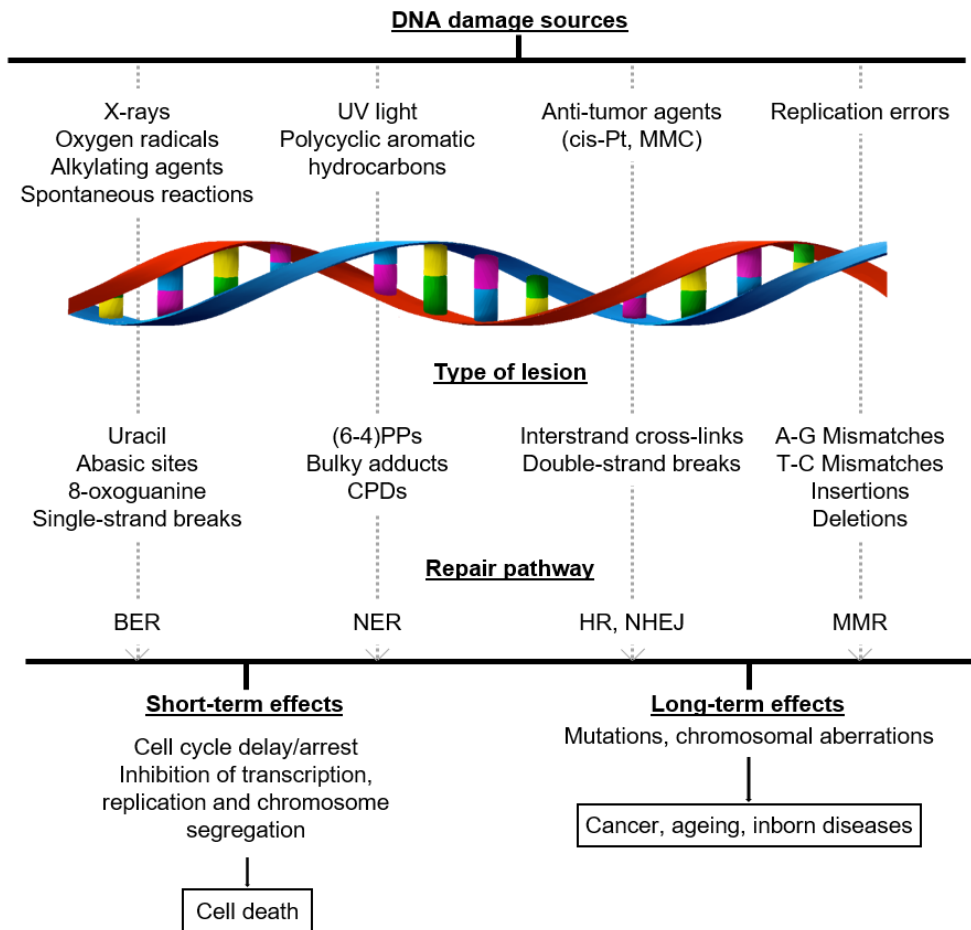 DNA damage sources
X-rays
Oxygen radicals
Alkylating agents
Spontaneous reactions
UV light
Polycyclic aromatic
hydrocarbons
Anti-tumor agents
(cis-Pt, MMC)
Replication errors
Type of lesion
Uracil
Abasic sites
8-oxoguanine
Single-strand breaks
(6-4)PPs
Bulky adducts
CPDs
Interstrand cross-links
Double-strand breaks
A-G Mismatches
T-C Mismatches
Insertions
Deletions
Repair pathway
BER
NER
HR, NHEJ
MMR
Short-term effects
Cell cycle delay/arrest
Inhibition of transcription,
replication and chromosome
segregation
Cell death
Long-term effects
Mutations, chromosomal aberrations
Cancer, ageing, inborn diseases